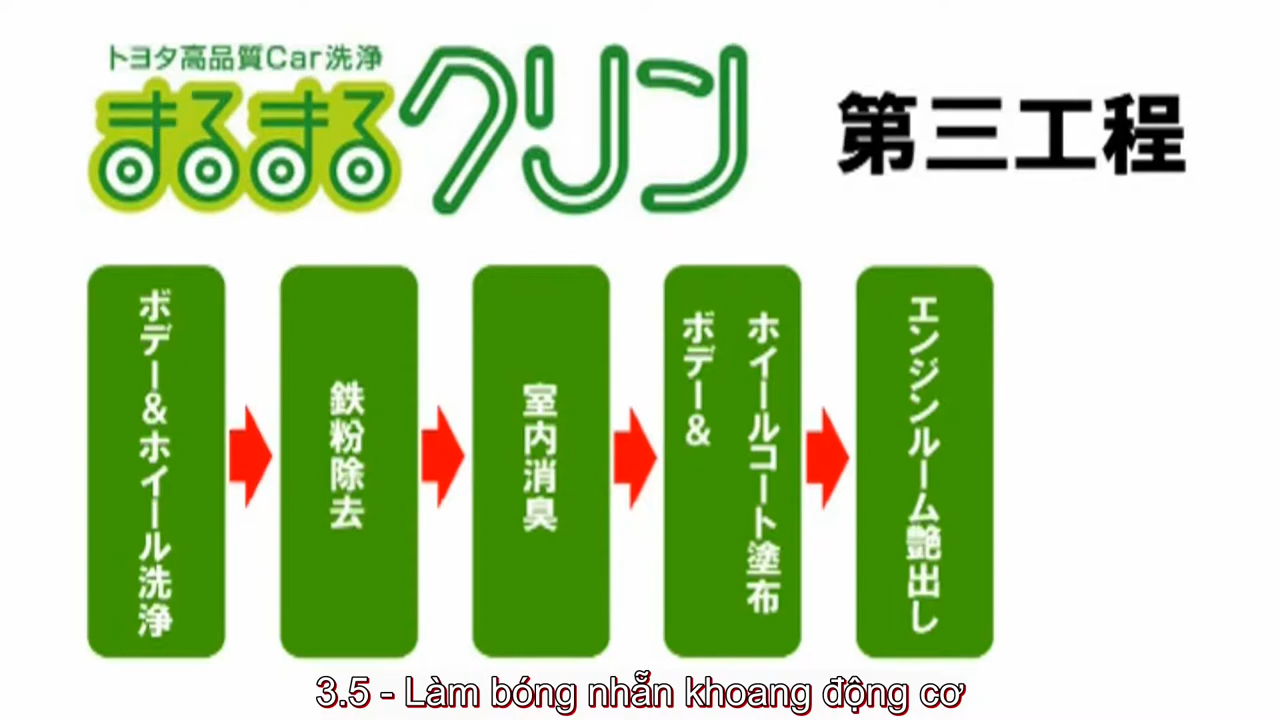 トヨタ高品質Car洗浄
まるまるクリン
第三工程
ボデー&ホイール洗浄
鉄粉除去
室内消臭
ボデー&
ホイールコート塗布
エンジンルーム艶出し
3.5 - Làm bóng nhẵn khoang động cơ